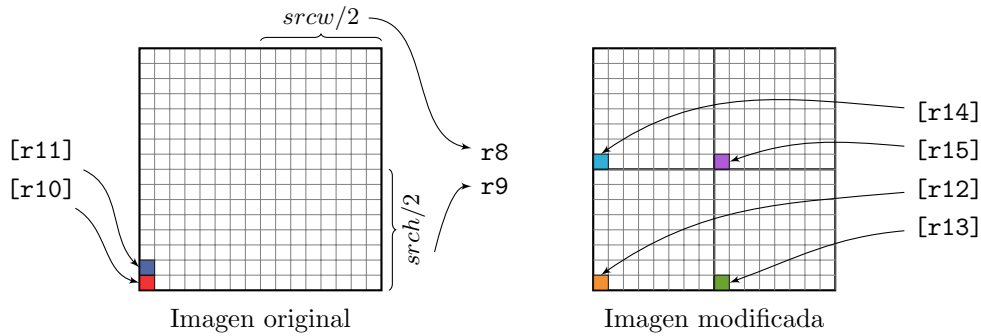 srcw/2
[r11]
[r10]
r8
r9
srch/2
Imagen original
[r14]
[r15]
[r12]
[r13]
Imagen modificada